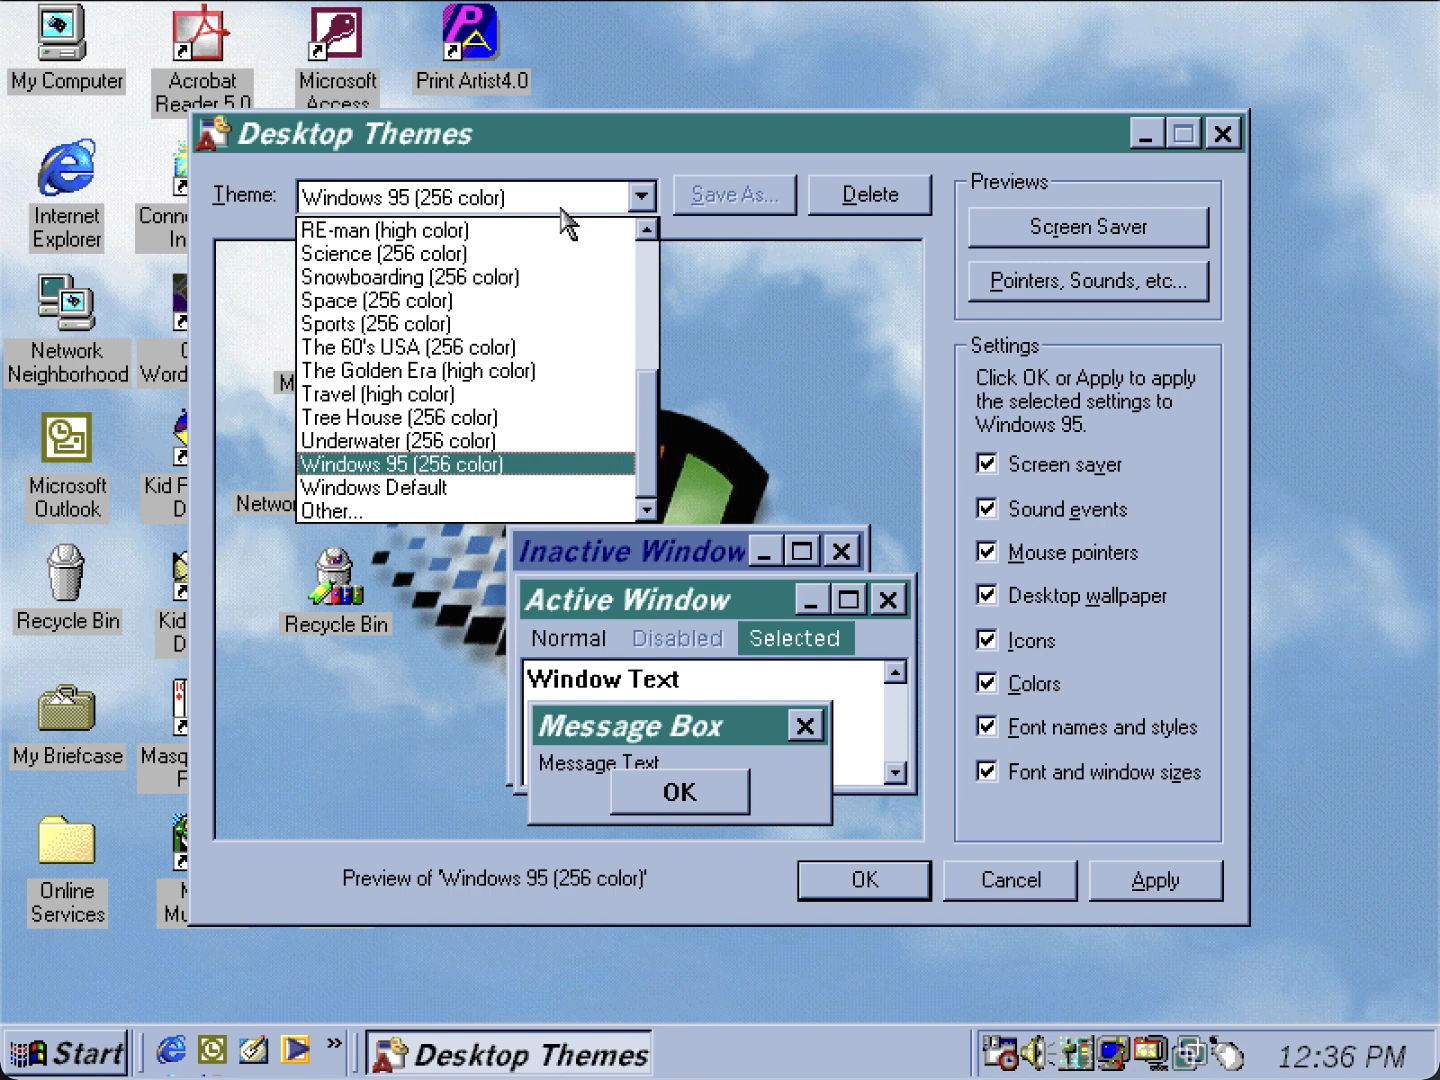 My Computer
Acrobat
Reader 5.0
Microsoft
Access
Print Artist4.0
Internet
Explorer
Conn
In
Network
Neighborhood
Word
Microsoft
Outlook
Kid F
D
Recycle Bin
Kid
D
My Briefcase
Masq
F
Online
Services
Mu
Desktop Themes
Theme:
Windows 95 (256 color)
Save As...
Delete
RE-man (high color)
Science (256 color)
Snowboarding (256 color)
Space (256 color)
Sports (256 color)
The 60's USA (256 color)
The Golden Era (high color)
Travel (high color)
Tree House (256 color)
Underwater (256 color)
Windows 95 (256 color)
Windows Default
Other...
M
Netwo
Recycle Bin
Inactive Window
Active Window
Normal Disabled Selected
Window Text
Message Box
Message Text
OK
Preview of 'Windows 95 (256 color)'
Previews
Screen Saver
Pointers, Sounds, etc...
Settings
Click OK or Apply to apply
the selected settings to
Windows 95.
Screen saver
Sound events
Mouse pointers
Desktop wallpaper
Icons
Colors
Font names and styles
Font and window sizes
OK
Cancel
Apply
Start
Desktop Themes
12:36 PM